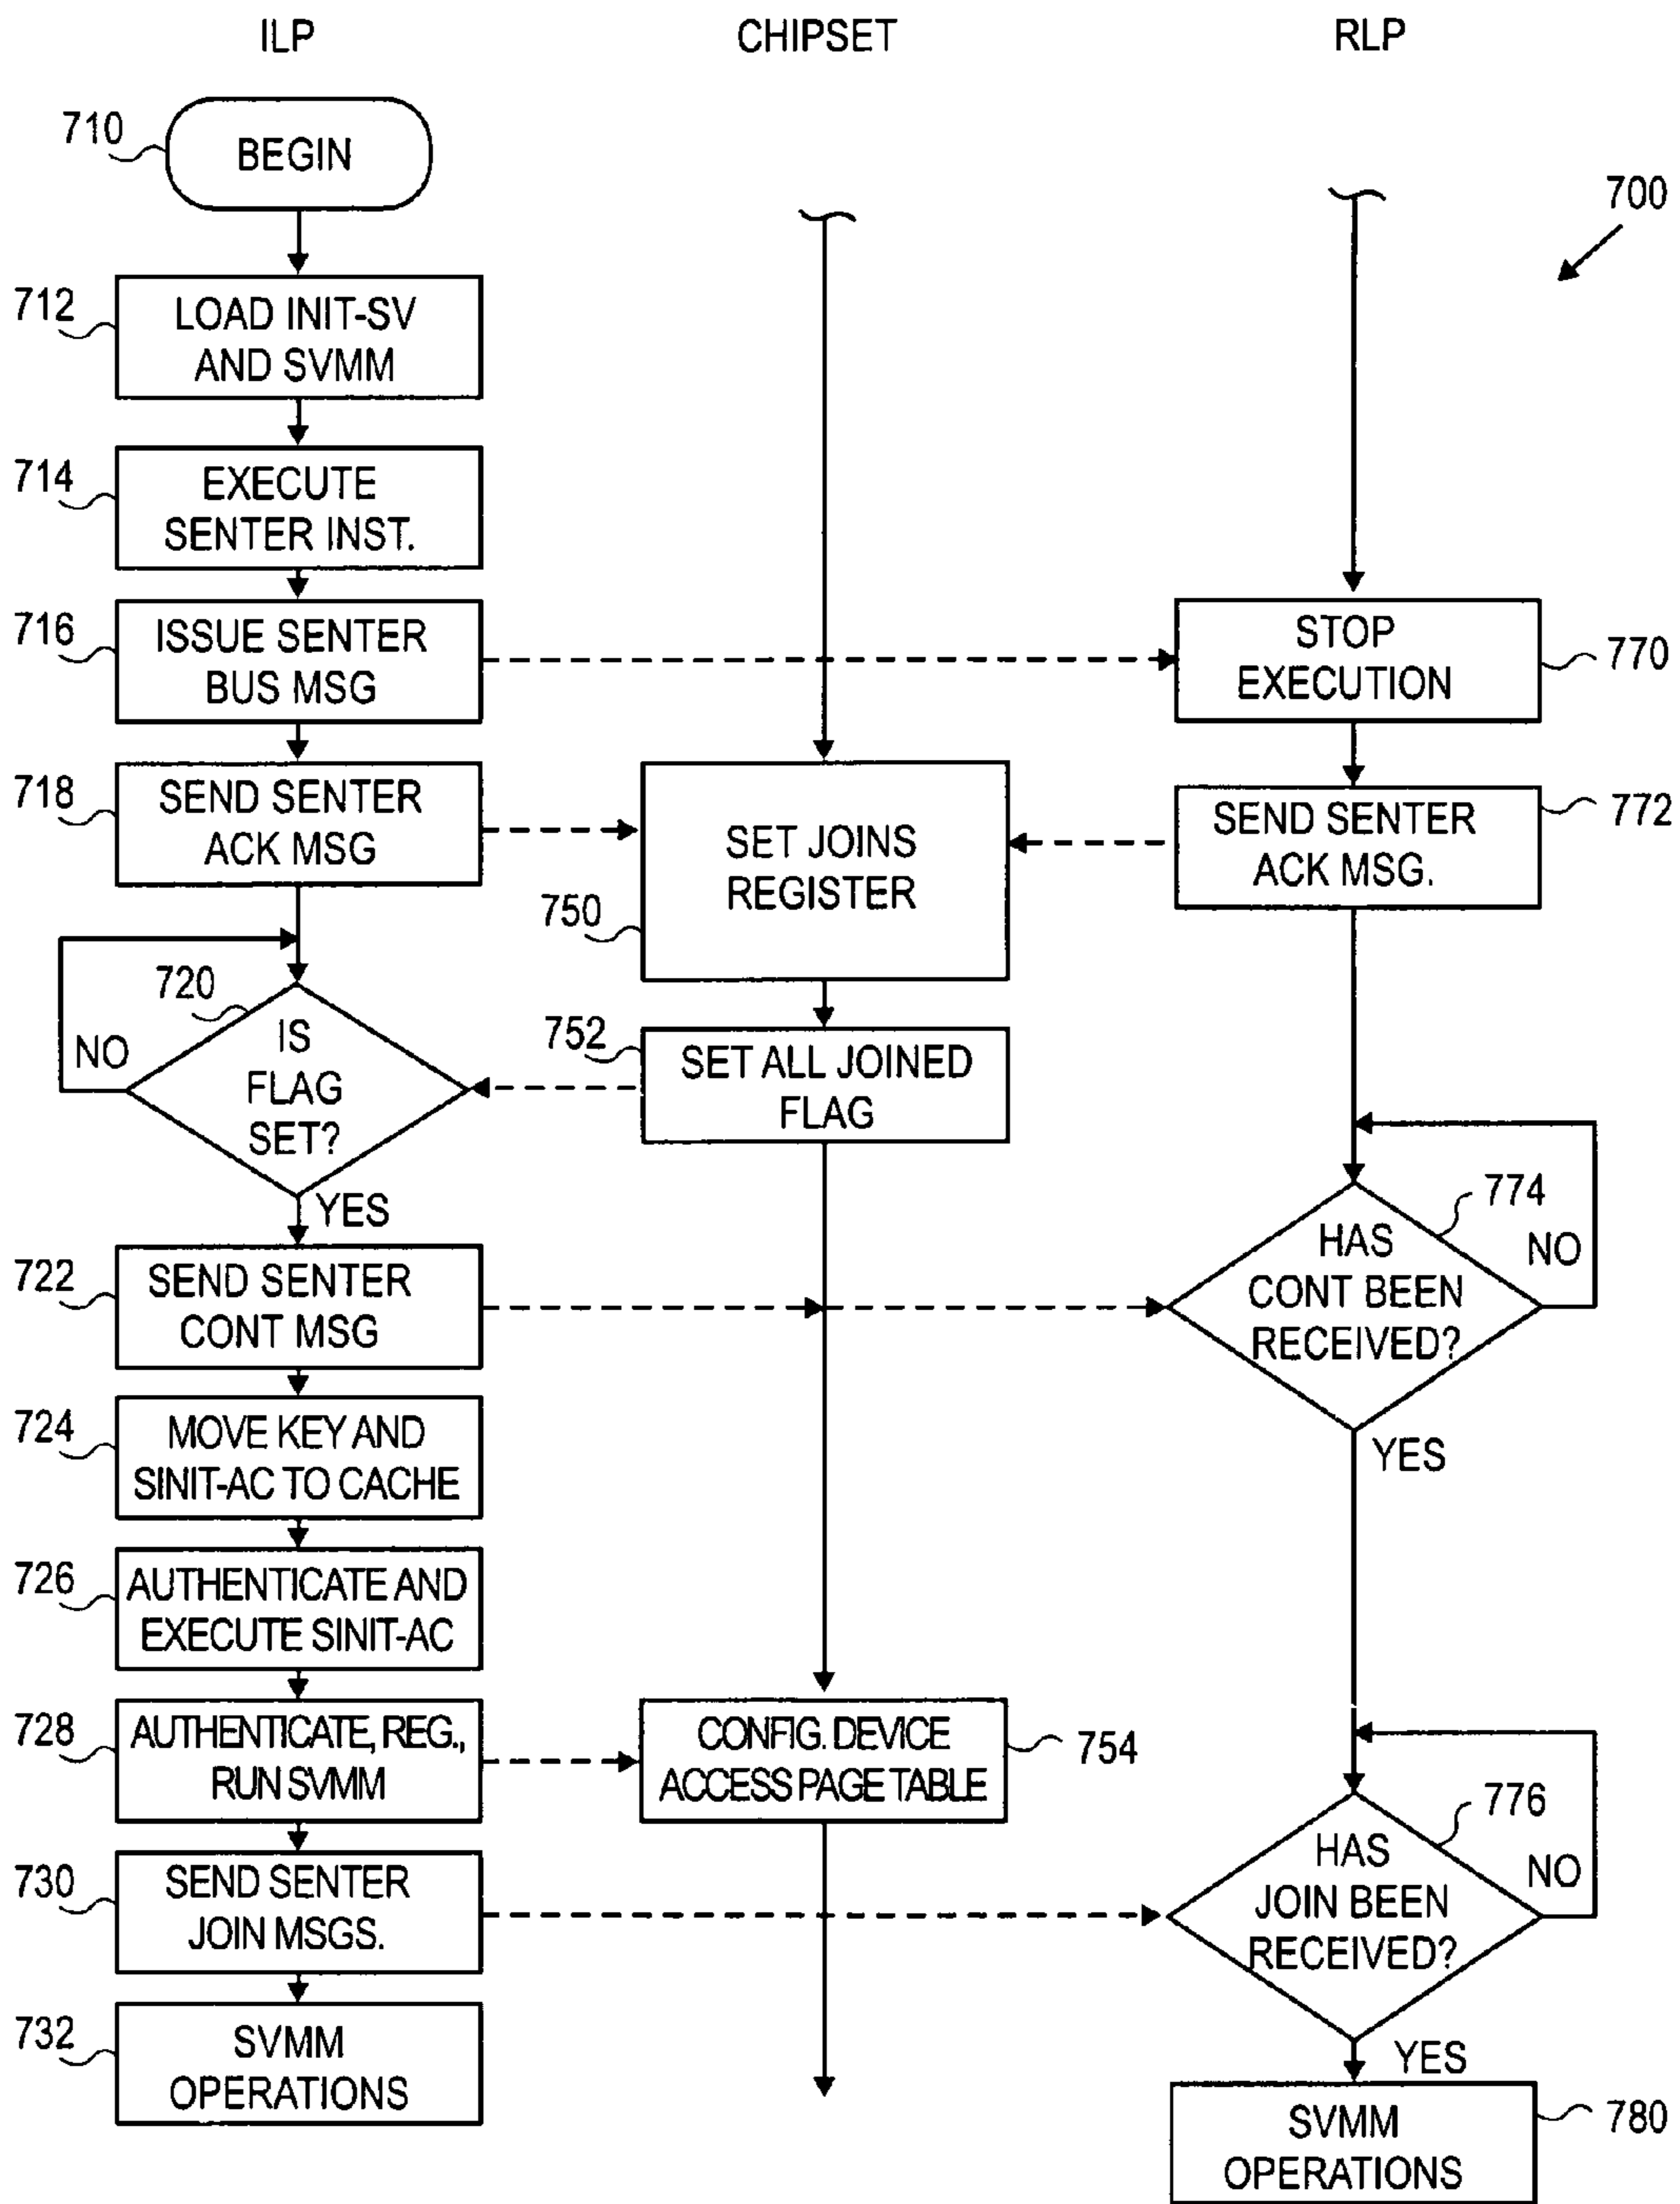 ILP
CHIPSET
RLP
700
710
BEGIN
712
LOAD INIT-SV
AND SVMM
714
EXECUTE
SENTER INST.
716
ISSUE SENTER
BUS MSG
STOP
EXECUTION
770
718
SEND SENTER
ACK MSG
SET JOINS
REGISTER
750
SEND SENTER
ACK MSG.
772
720
IS
FLAG
SET?
NO
YES
752
SET ALL JOINED
FLAG
774
HAS
CONT BEEN
RECEIVED?
NO
YES
722
SEND SENTER
CONT MSG
724
MOVE KEY AND
SINIT-AC TO CACHE
726
AUTHENTICATE AND
EXECUTE SINIT-AC
728
AUTHENTICATE, REG.,
RUN SVMM
CONFIG. DEVICE
ACCESS PAGE TABLE
754
776
HAS
JOIN BEEN
RECEIVED?
NO
YES
730
SEND SENTER
JOIN MSGS.
732
SVMM
OPERATIONS
SVMM
OPERATIONS
780